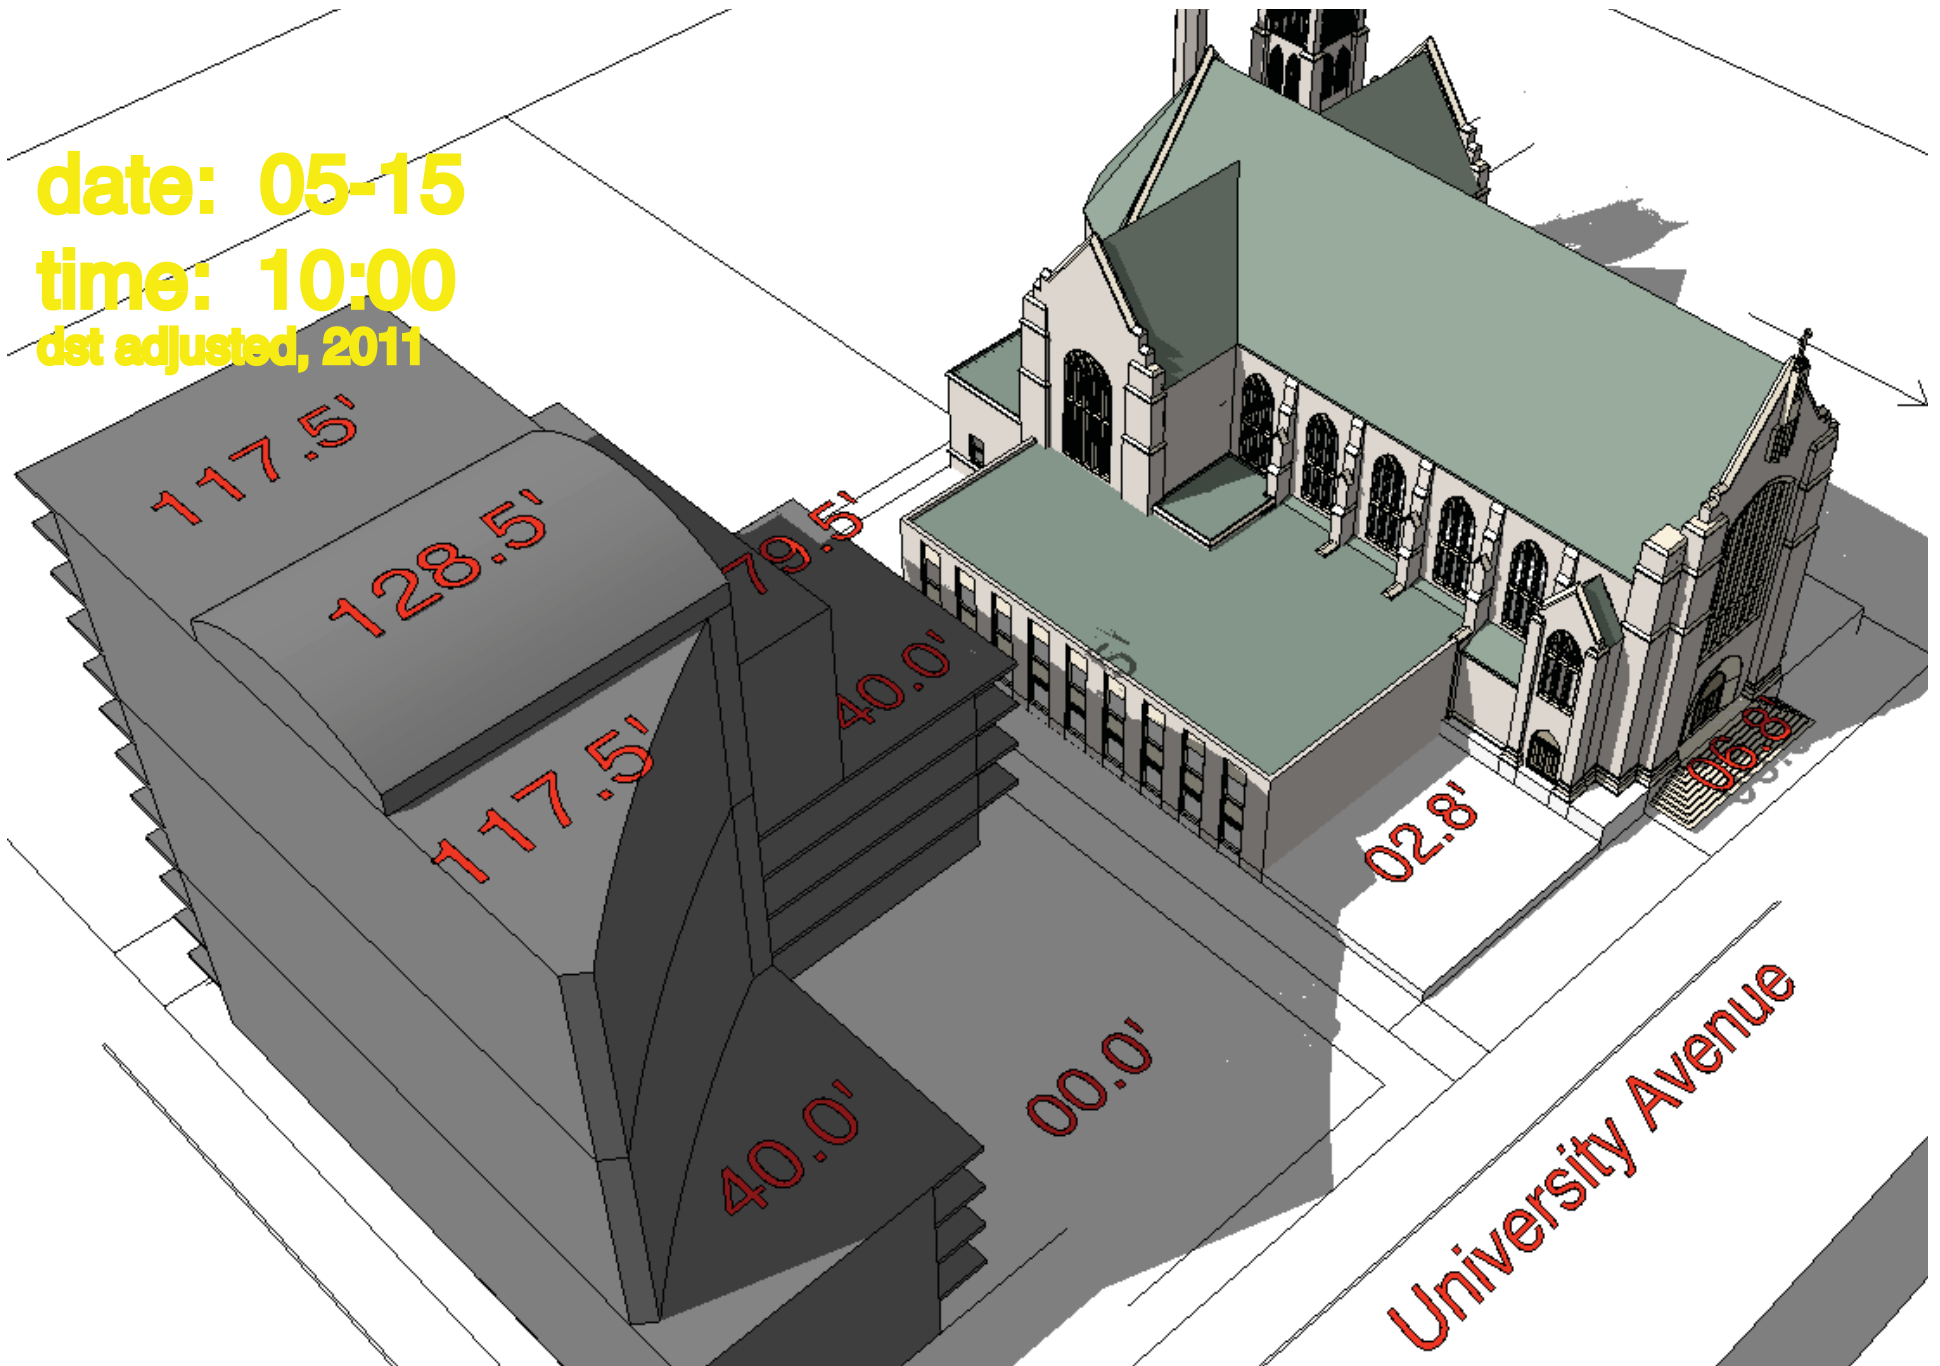 date: 05-15
time: 10:00
dst adjusted, 2011
117.5'
128.5'
79.5'
40.0'
117.5'
06.8'
02.8'
00.0'
40.0'
University Avenue